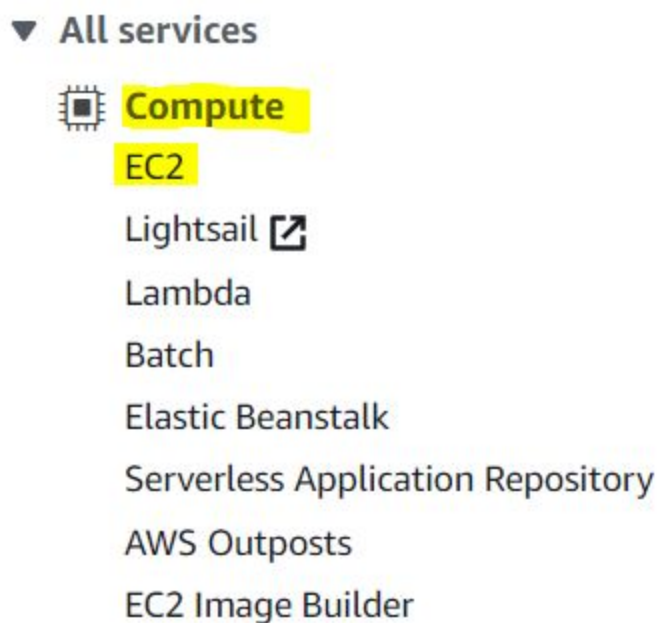 All services
Compute
EC2
Lightsail
Lambda
Batch
Elastic Beanstalk
Serverless Application Repository
AWS Outposts
EC2 Image Builder